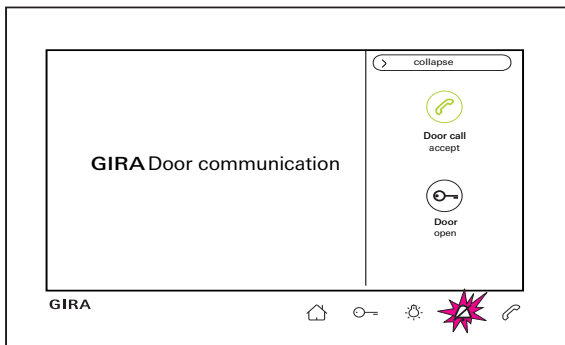 collapse
Door call
accept
GIRA Door communication
Door
open
GIRA